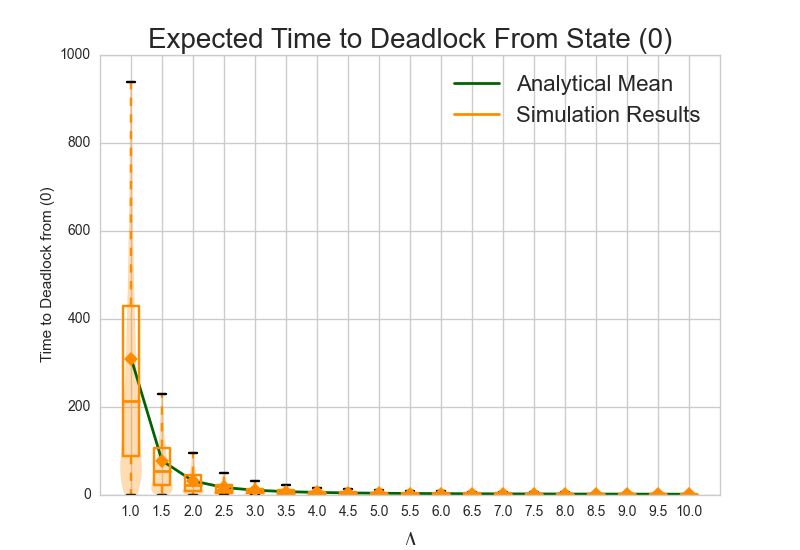 Expected Time to Deadlock From State (0)
Analytical Mean
Simulation Results
Time to Deadlock from (0)
1000
800
600
400
200
0
1.0 1.5 2.0 2.5 3.0 3.5 4.0 4.5 5.0 5.5 6.0 6.5 7.0 7.5 8.0 8.5 9.0 9.5 10.0
Λ